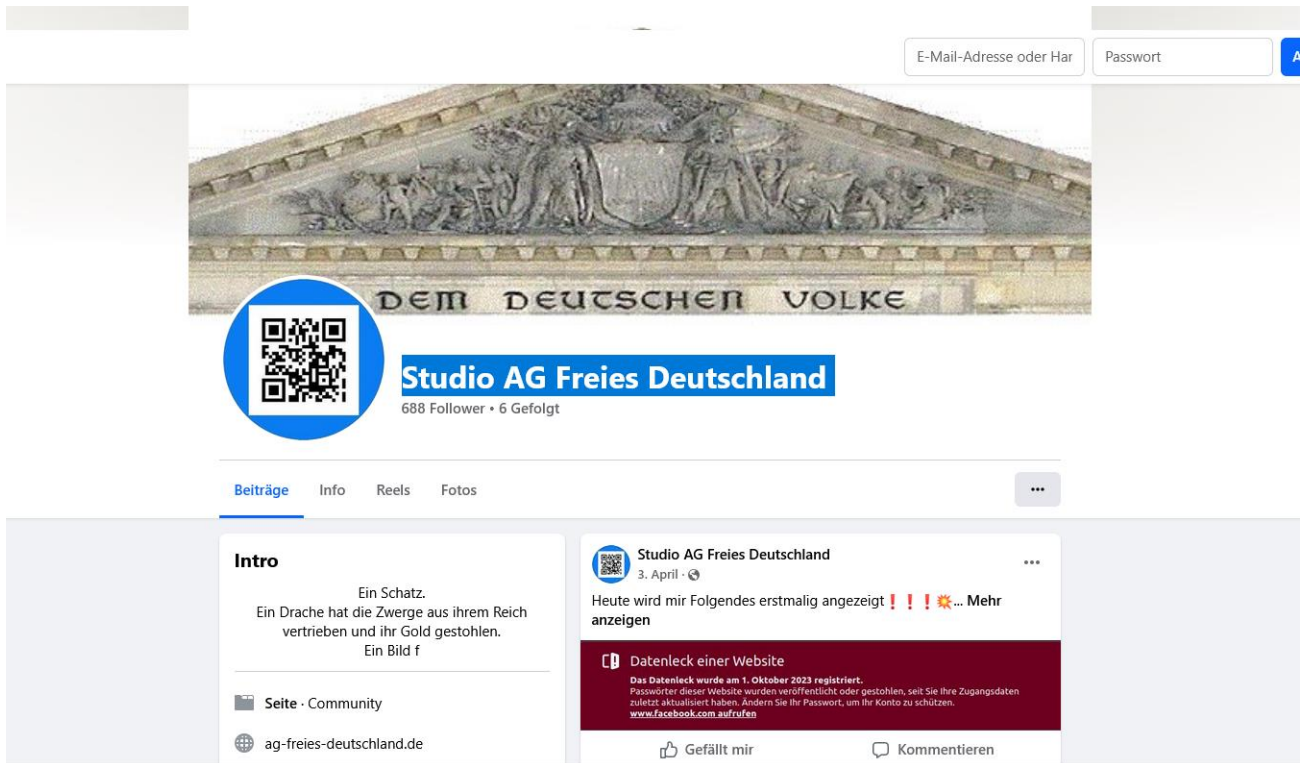 E-Mail-Adresse oder Har
Passwort
A
DEM DEUTSCHEN VOLKE
Studio AG Freies Deutschland
688 Follower • 6 Gefolgt
Beiträge
Info
Reels
Fotos
Intro
Ein Schatz.
Ein Drache hat die Zwerge aus ihrem Reich
vertrieben und ihr Gold gestohlen.
Ein Bild f
Seite · Community
ag-freies-deutschland.de
Studio AG Freies Deutschland
3. April ·
Heute wird mir Folgendes erstmalig angezeigt❗❗❗💥... Mehr
anzeigen
Datenleck einer Website
Das Datenleck wurde am 1. Oktober 2023 registriert.
Passwörter dieser Website wurden veröffentlicht oder gestohlen, seit Sie Ihre Zugangsdaten
zuletzt aktualisiert haben. Ändern Sie Ihr Passwort, um Ihr Konto zu schützen.
www.facebook.com aufrufen
Gefällt mir
Kommentieren